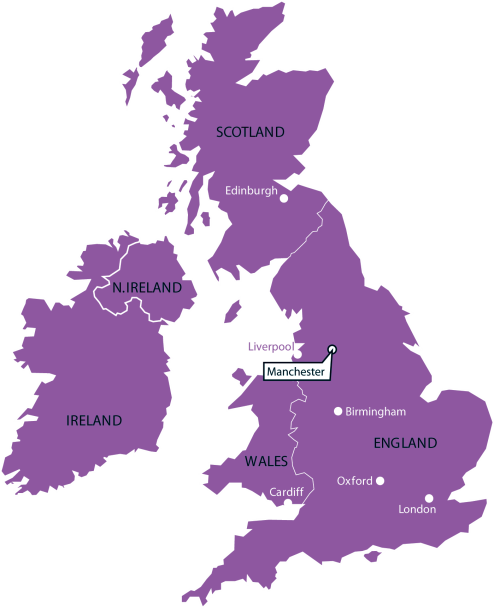 SCOTLAND
Edinburgh
N.IRELAND
Liverpool
Manchester
Birmingham
IRELAND
ENGLAND
WALES
Oxford
Cardiff
London